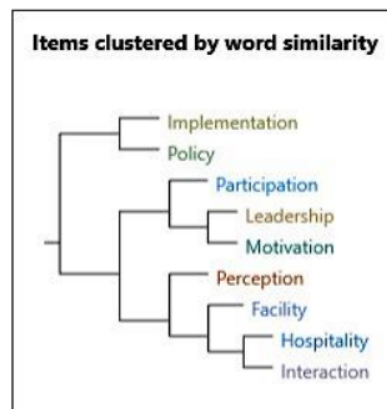 Items clustered by word similarity
Implementation
Policy
Participation
Leadership
Motivation
Perception
Facility
Hospitality
Interaction